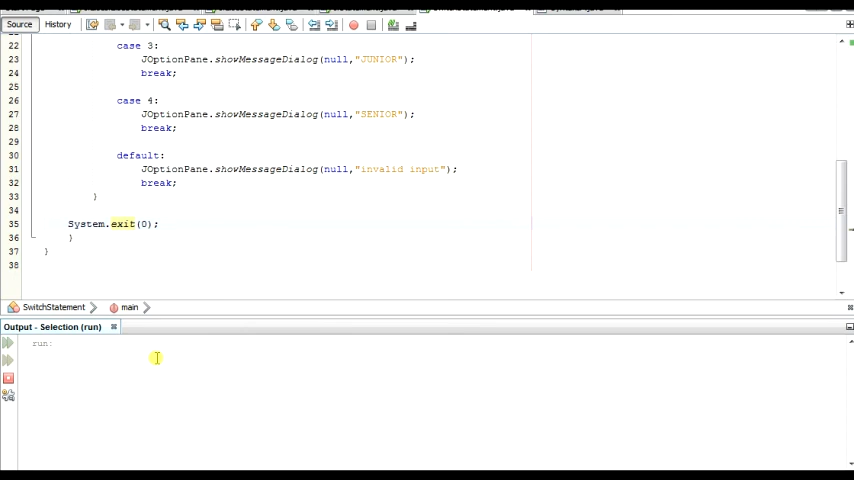 Source History
22 case 3:
23 JOptionPane.showMessageDialog(null,"JUNIOR");
24 break;
25
26 case 4:
27 JOptionPane.showMessageDialog(null,"SENIOR");
28 break;
29
30 default:
31 JOptionPane.showMessageDialog(null,"invalid input");
32 break;
33 }
34
35 System.exit(0);
36 }
37 }
38
SwitchStatement main
Output - Selection (run)
run: